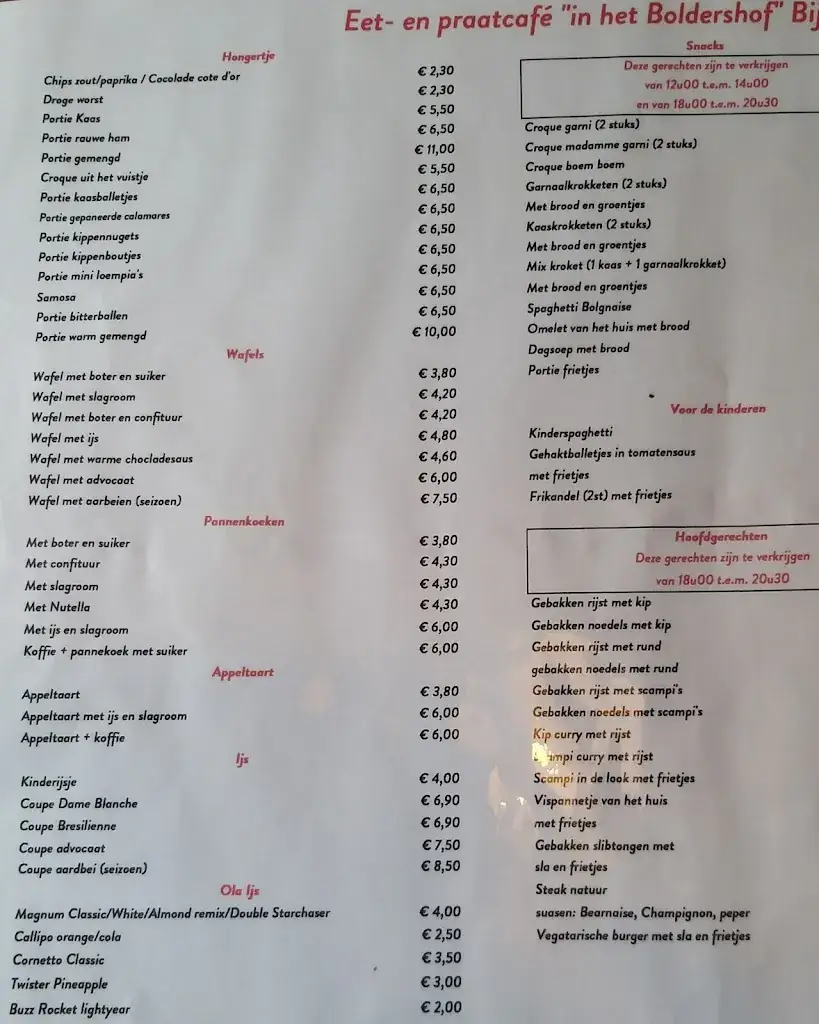 Eet- en praatcafé "in het Boldershof" Bij
Hongertje
Chips zout/paprika / Cocolade cote d'or € 2,30
Droge worst € 2,30
Portie Kaas € 5,50
Portie rauwe ham € 6,50
Portie gemengd € 11,00
Croque uit het vuistje € 5,50
Portie kaasballetjes € 6,50
Portie gepaneerde calamares € 6,50
Portie kippennugets € 6,50
Portie kippenboutjes € 6,50
Portie mini loempia's € 6,50
Samosa € 6,50
Portie bitterballen € 6,50
Portie warm gemengd € 10,00
Wafels
Wafel met boter en suiker € 3,80
Wafel met slagroom € 4,20
Wafel met boter en confituur € 4,20
Wafel met ijs € 4,80
Wafel met warme chocladesaus € 4,60
Wafel met advocaat € 6,00
Wafel met aarbeien (seizoen) € 7,50
Pannenkoeken
Met boter en suiker € 3,80
Met confituur € 4,30
Met slagroom € 4,30
Met Nutella € 4,30
Met ijs en slagroom € 6,00
Koffie + pannekoek met suiker € 6,00
Appeltaart
Appeltaart € 3,80
Appeltaart met ijs en slagroom € 6,00
Appeltaart + koffie € 6,00
Ijs
Kinderijsje € 4,00
Coupe Dame Blanche € 6,90
Coupe Bresilienne € 6,90
Coupe advocaat € 7,50
Coupe aardbei (seizoen) € 8,50
Ola Ijs
Magnum Classic/White/Almond remix/Double Starchaser € 4,00
Callipo orange/cola € 2,50
Cornetto Classic € 3,50
Twister Pineapple € 3,00
Buzz Rocket lightyear € 2,00
Snacks
Deze gerechten zijn te verkrijgen
van 12u00 t.e.m. 14u00
en van 18u00 t.e.m. 20u30
Croque garni (2 stuks)
Croque madamme garni (2 stuks)
Croque boem boem
Garnaalkrokketen (2 stuks)
Met brood en groentjes
Kaaskrokketen (2 stuks)
Met brood en groentjes
Mix kroket (1 kaas + 1 garnaalkrokket)
Met brood en groentjes
Spaghetti Bolgnaise
Omelet van het huis met brood
Dagsoep met brood
Portie frietjes
Voor de kinderen
Kinderspaghetti
Gehaktballetjes in tomatensaus
met frietjes
Frikandel (2st) met frietjes
Hoofdgerechten
Deze gerechten zijn te verkrijgen
van 18u00 t.e.m. 20u30
Gebakken rijst met kip
Gebakken noedels met kip
Gebakken rijst met rund
gebakken noedels met rund
Gebakken rijst met scampi's
Gebakken noedels met scampi's
Kip curry met rijst
Scampi curry met rijst
Scampi in de look met frietjes
Vispannetje van het huis
met frietjes
Gebakken slibtongen met
sla en frietjes
Steak natuur
suasen: Bearnaise, Champignon, peper
Vegatarische burger met sla en frietjes